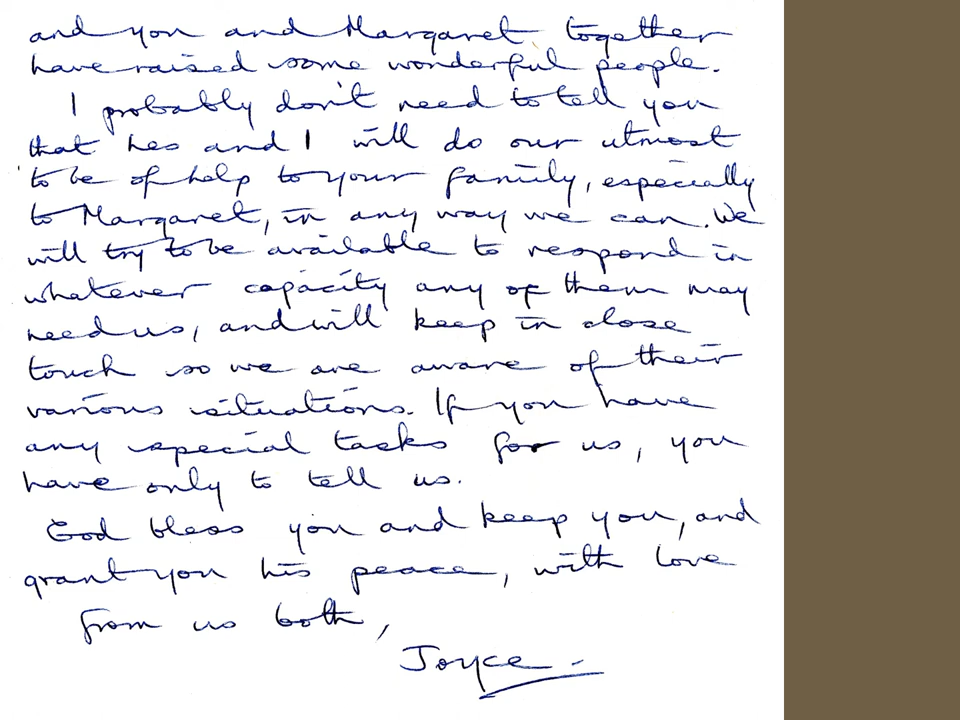 and you and Margaret together
have raised some wonderful people.
I probably don't need to tell you
that Les and I will do our utmost
to be of help to your family, especially
to Margaret, in any way we can. We
will try to be available to respond in
whatever capacity any of them may
need us, and will keep in close
touch so we are aware of their
various situations. If you have
any special tasks for us, you
have only to tell us.
God bless you and keep you, and
grant you his peace, with love
from us both,
Joyce -